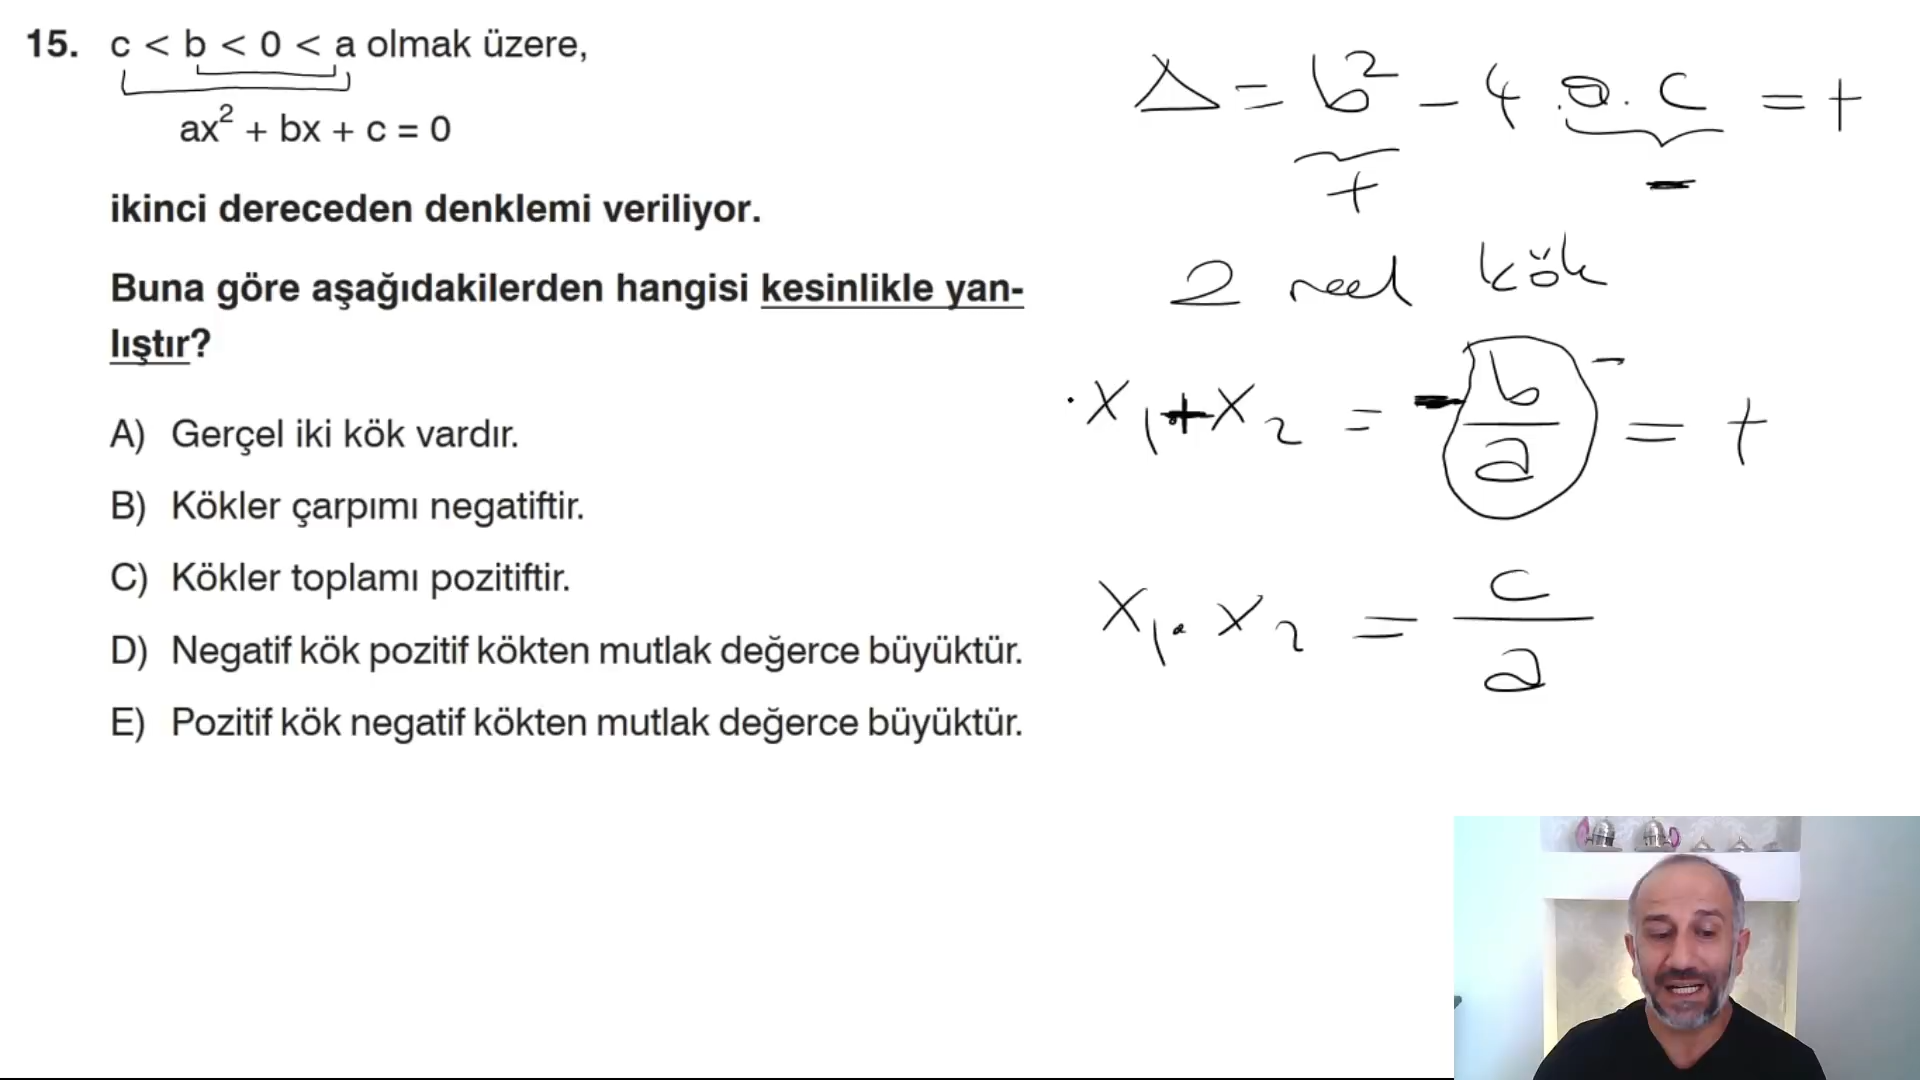 15. c < b < 0 < a olmak üzere,
ax² + bx + c = 0
ikinci dereceden denklemi veriliyor.
Buna göre aşağıdakilerden hangisi kesinlikle yan-
lıştır?
A) Gerçel iki kök vardır.
B) Kökler çarpımı negatiftir.
C) Kökler toplamı pozitiftir.
D) Negatif kök pozitif kökten mutlak değerce büyüktür.
E) Pozitif kök negatif kökten mutlak değerce büyüktür.
Δ = b² - 4 . a . c = +
+ -
2 reel kök
. x₁ + x₂ = - b/a - = +
x₁ . x₂ = c/a